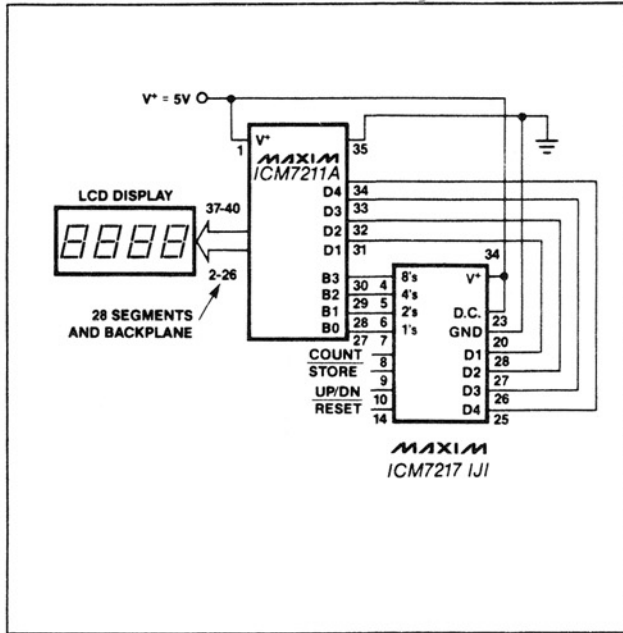 V+ = 5V
V+
1
MAXIM
ICM7211A
35
LCD DISPLAY
8888
37-40
2-26
28 SEGMENTS
AND BACKPLANE
D4
34
D3
33
D2
32
D1
31
B3
30
B2
29
B1
28
B0
27
4
8's
5
4's
6
2's
7
1's
34
V+
D.C.
23
GND
20
D1
28
D2
27
D3
26
D4
25
COUNT
8
STORE
9
UP/DN
10
RESET
14
MAXIM
ICM7217 IJI